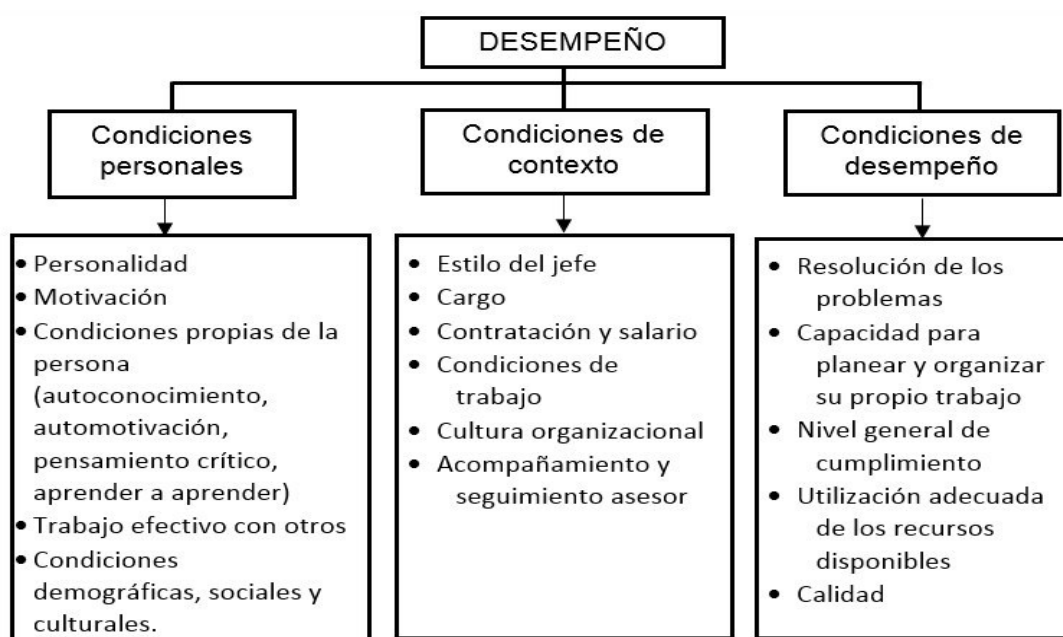 DESEMPEÑO
Condiciones
personales
Condiciones de
contexto
Condiciones de
desempeño
• Personalidad
• Motivación
• Condiciones propias de la
persona
(autoconocimiento,
automotivación,
pensamiento crítico,
aprender a aprender)
• Trabajo efectivo con otros
• Condiciones
demográficas, sociales y
culturales.
• Estilo del jefe
• Cargo
• Contratación y salario
• Condiciones de
trabajo
• Cultura organizacional
• Acompañamiento y
seguimiento asesor
• Resolución de los
problemas
• Capacidad para
planear y organizar
su propio trabajo
• Nivel general de
cumplimiento
• Utilización adecuada
de los recursos
disponibles
• Calidad